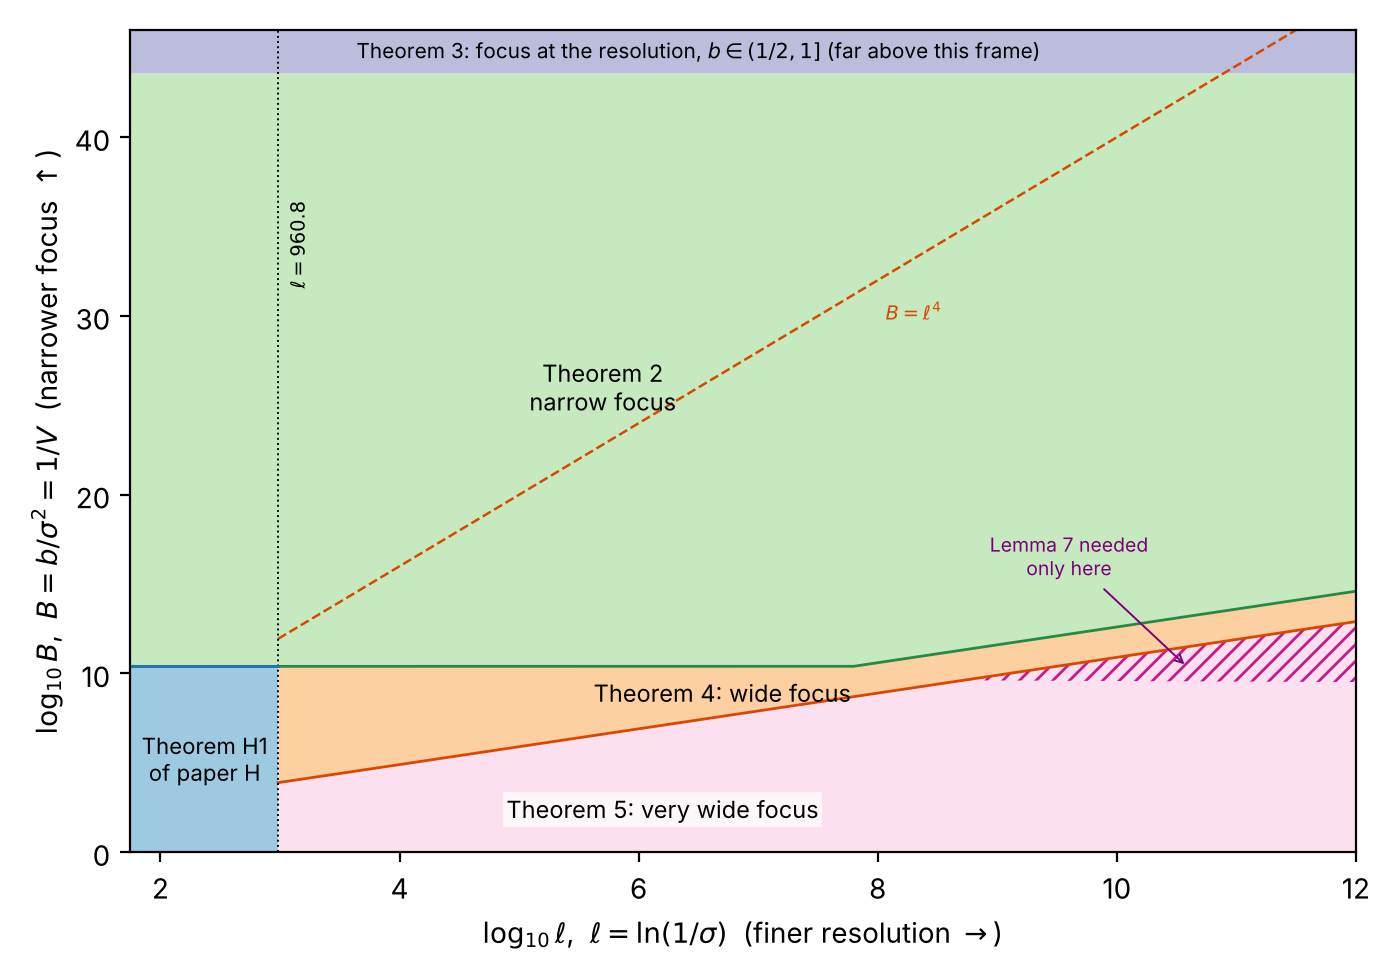 Theorem 3: focus at the resolution, b ∈ (1/2, 1] (far above this frame)
40
30
20
10
0
log₁₀ B, B = b/σ² = 1/V (narrower focus ↑)
ℓ = 960.8
B = ℓ⁴
Theorem 2
narrow focus
Lemma 7 needed
only here
Theorem 4: wide focus
Theorem H1
of paper H
Theorem 5: very wide focus
2
4
6
8
10
12
log₁₀ ℓ, ℓ = ln(1/σ) (finer resolution →)